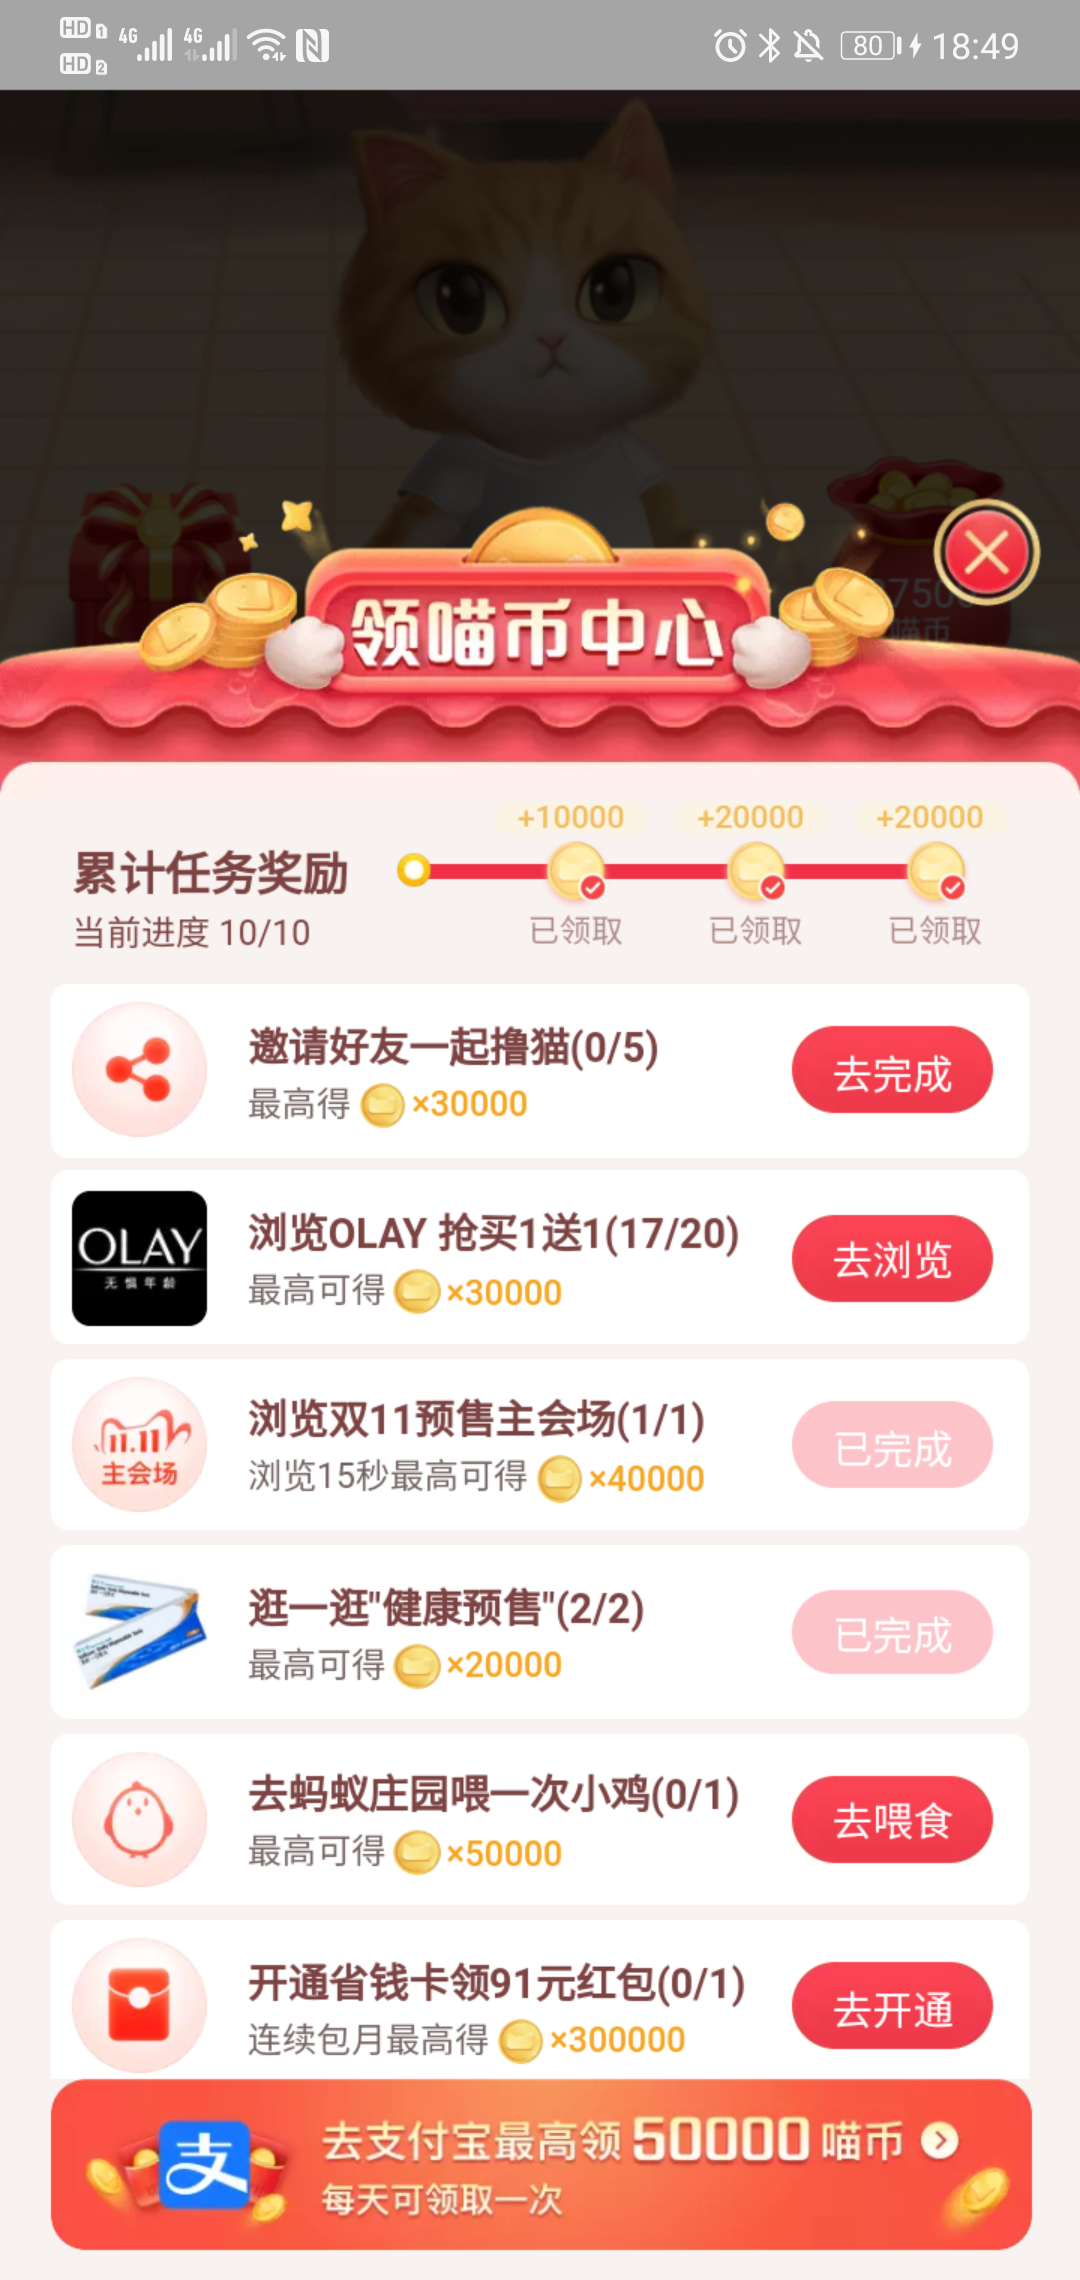 HD 1 4G 4G 80 18:49
HD 2
领喵币中心
喵币
+10000 +20000 +20000
累计任务奖励
当前进度 10/10
已领取 已领取 已领取
邀请好友一起撸猫(0/5)
最高得 ×30000
去完成
OLAY
无惧年龄
浏览OLAY 抢买1送1(17/20)
最高可得 ×30000
去浏览
11.11
主会场
浏览双11预售主会场(1/1)
浏览15秒最高可得 ×40000
已完成
逛一逛"健康预售"(2/2)
最高可得 ×20000
已完成
去蚂蚁庄园喂一次小鸡(0/1)
最高可得 ×50000
去喂食
开通省钱卡领91元红包(0/1)
连续包月最高得 ×300000
去开通
支
去支付宝最高领 50000 喵币
每天可领取一次